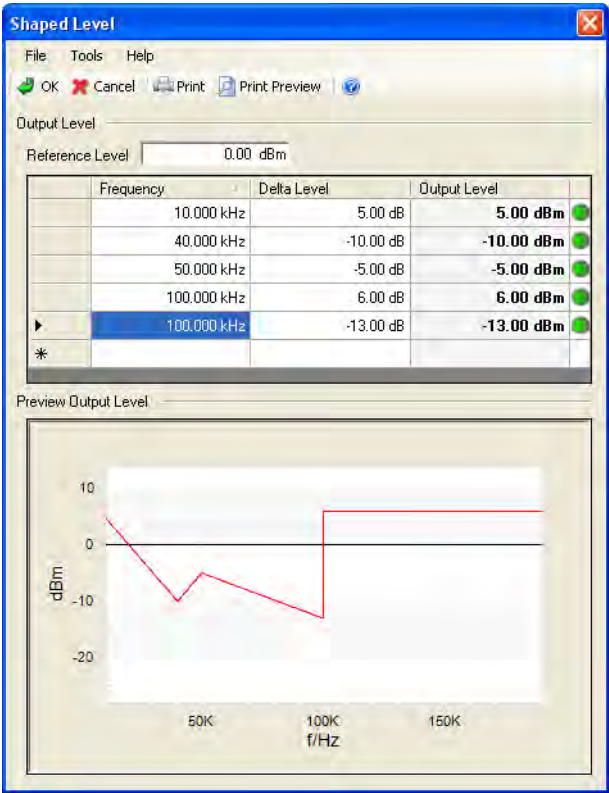 Shaped Level
File Tools Help
OK Cancel Print Print Preview
Output Level
Reference Level 0.00 dBm
Frequency Delta Level Output Level
10.000 kHz 5.00 dB 5.00 dBm
40.000 kHz -10.00 dB -10.00 dBm
50.000 kHz -5.00 dB -5.00 dBm
100.000 kHz 6.00 dB 6.00 dBm
100.000 kHz -13.00 dB -13.00 dBm
Preview Output Level
10
0
-10
-20
dBm
50K 100K 150K
f/Hz